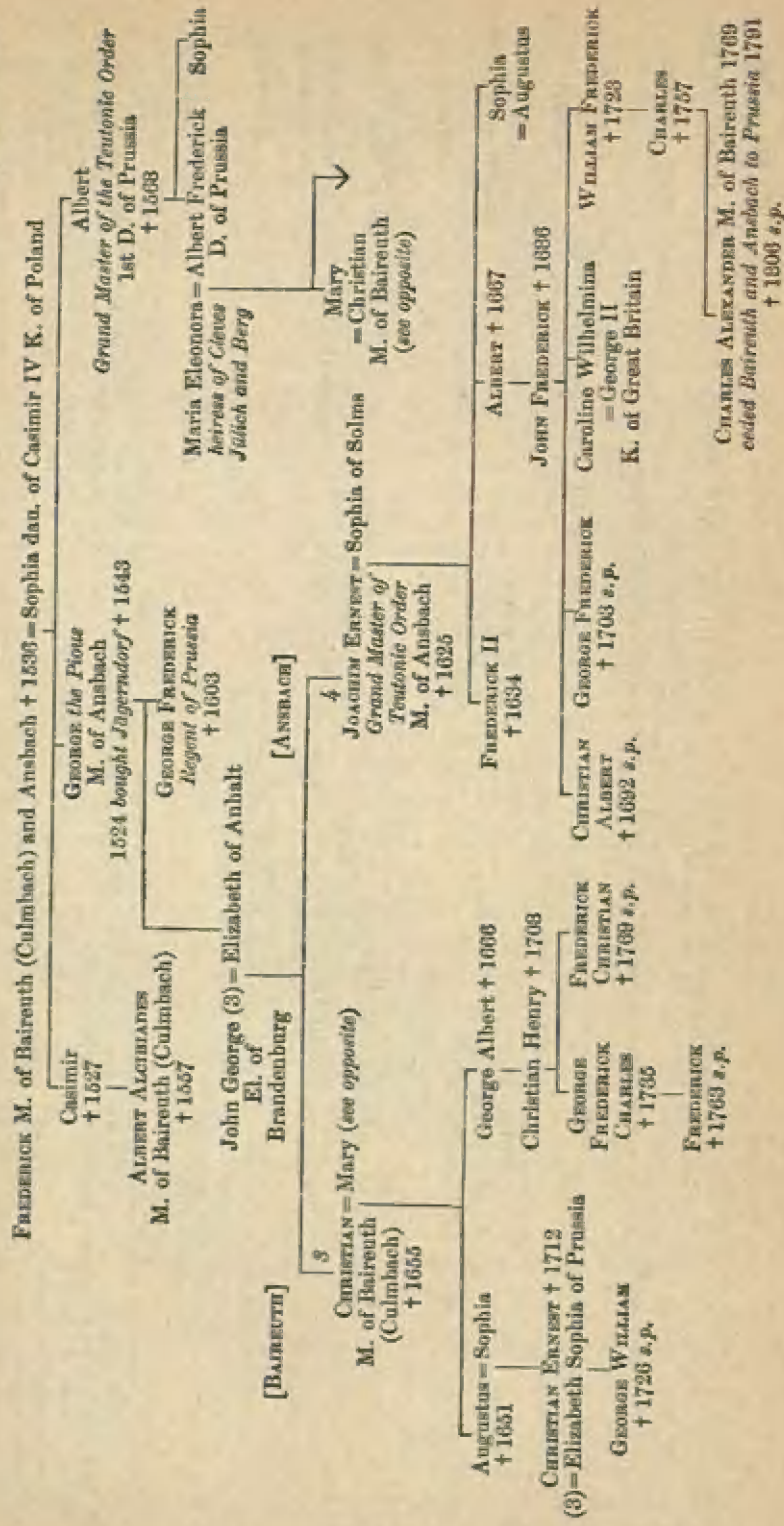 FREDERICK M. of Baireuth (Culmbach) and Ansbach † 1536 = Sophia dau. of Casimir IV K. of Poland
Casimir
† 1527
GEORGE the Pious
M. of Ansbach
1524 bought Jägerndorf † 1543
Albert
Grand Master of the Teutonic Order
1st D. of Prussia
† 1568
ALBERT ALCIBIADES
M. of Baireuth (Culmbach)
† 1557
GEORGE FREDERICK
Regent of Prussia
† 1603
Maria Eleonora = Albert Frederick
heiress of Cleves
Jülich and Berg
D. of Prussia
Sophia
John George (3) = Elizabeth of Anhalt
El. of
Brandenburg
[BAIREUTH]
[ANSBACH]
3
CHRISTIAN = Mary (see opposite)
M. of Baireuth
(Culmbach)
† 1655
4
JOACHIM ERNEST = Sophia of Solms
Grand Master of
Teutonic Order
M. of Ansbach
† 1625
Mary
= Christian
M. of Baireuth
(see opposite)
Augustus = Sophia
† 1651
George Albert † 1666
FREDERICK II
† 1634
ALBERT † 1667
Sophia
= Augustus
CHRISTIAN ERNEST † 1712
(3) = Elizabeth Sophia of Prussia
Christian Henry † 1708
JOHN FREDERICK † 1686
GEORGE WILLIAM
† 1726 s.p.
GEORGE
FREDERICK
CHARLES
† 1735
FREDERICK
CHRISTIAN
† 1769 s.p.
CHRISTIAN
ALBERT
† 1692 s.p.
GEORGE FREDERICK
† 1703 s.p.
Caroline Wilhelmina
= George II
K. of Great Britain
WILLIAM FREDERICK
† 1723
FREDERICK
† 1763 s.p.
CHARLES
† 1757
CHARLES ALEXANDER M. of Baireuth 1769
ceded Baireuth and Ansbach to Prussia 1791
† 1806 s.p.